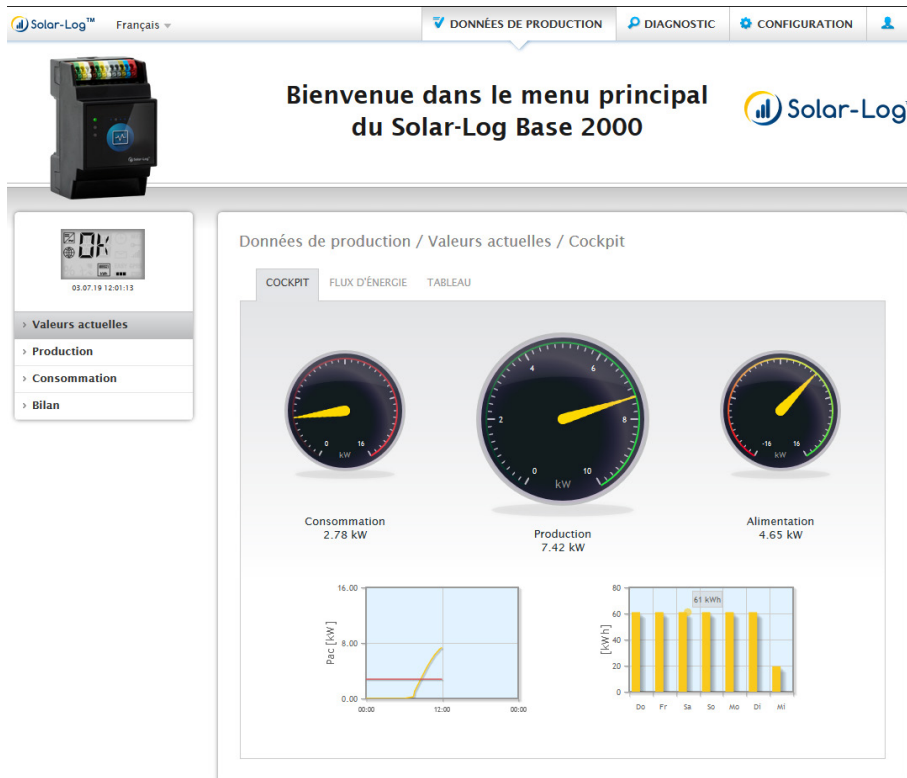 Solar-Log™ Français
DONNÉES DE PRODUCTION DIAGNOSTIC CONFIGURATION
Bienvenue dans le menu principal
du Solar-Log Base 2000
Solar-Log
OK
03.07.19 12:01:13
Valeurs actuelles
Production
Consommation
Bilan
Données de production / Valeurs actuelles / Cockpit
COCKPIT FLUX D'ÉNERGIE TABLEAU
0 16
kW
0 2 4 6 8 10
kW
-16 16
kW
Consommation
2.78 kW
Production
7.42 kW
Alimentation
4.65 kW
Pac [kW]
16.00
8.00
0.00
00:00 12:00 00:00
[kWh]
80
60
40
20
0
61 kWh
Do Fr Sa So Mo Di Mi